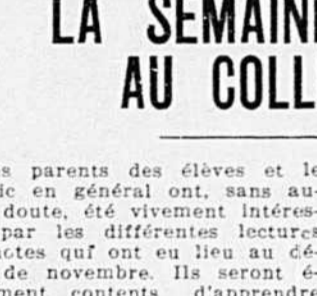 LA SEMAIN
AU COLL
s parents des élèves et le
ic en général ont, sans au-
doute, été vivement intéres-
par les différentes lectures
actes qui ont eu lieu au dé-
de novembre. Ils seront é-
ment contents d'apprendre